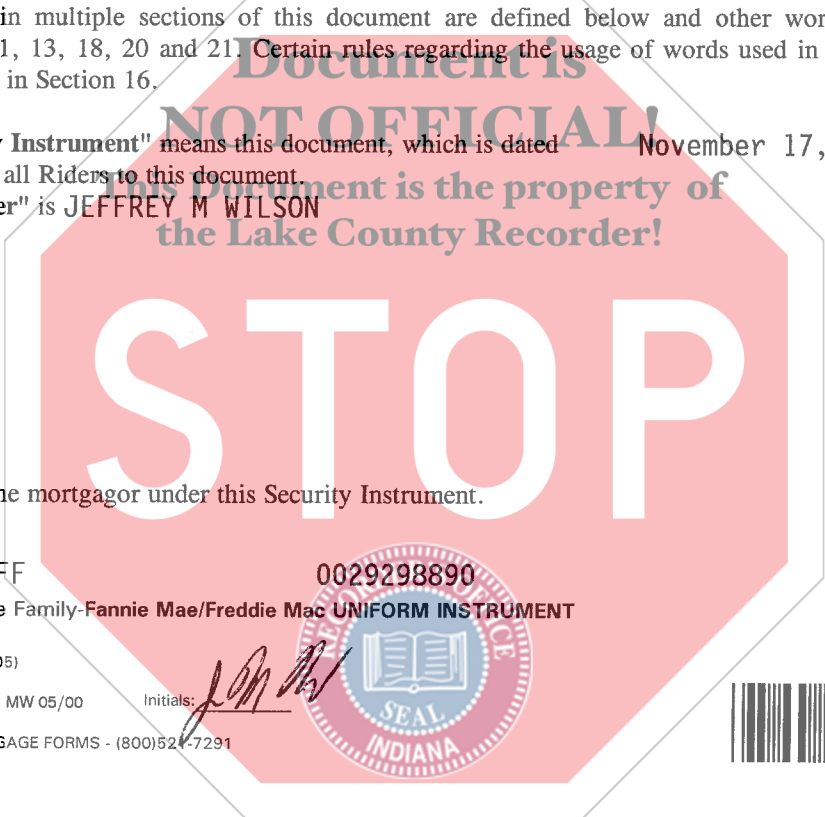 in multiple sections of this document are defined below and other wor
1, 13, 18, 20 and 21. Certain rules regarding the usage of words used in
in Section 16.
Document is
NOT OFFICIAL!
Instrument" means this document, which is dated November 17,
all Riders to this document.
This Document is the property of
er" is JEFFREY M WILSON
the Lake County Recorder!
STOP
he mortgagor under this Security Instrument.
FF 0029298890
e Family-Fannie Mae/Freddie Mac UNIFORM INSTRUMENT
05)
MW 05/00 Initials:
GAGE FORMS - (800)521-7291
SEAL
INDIANA